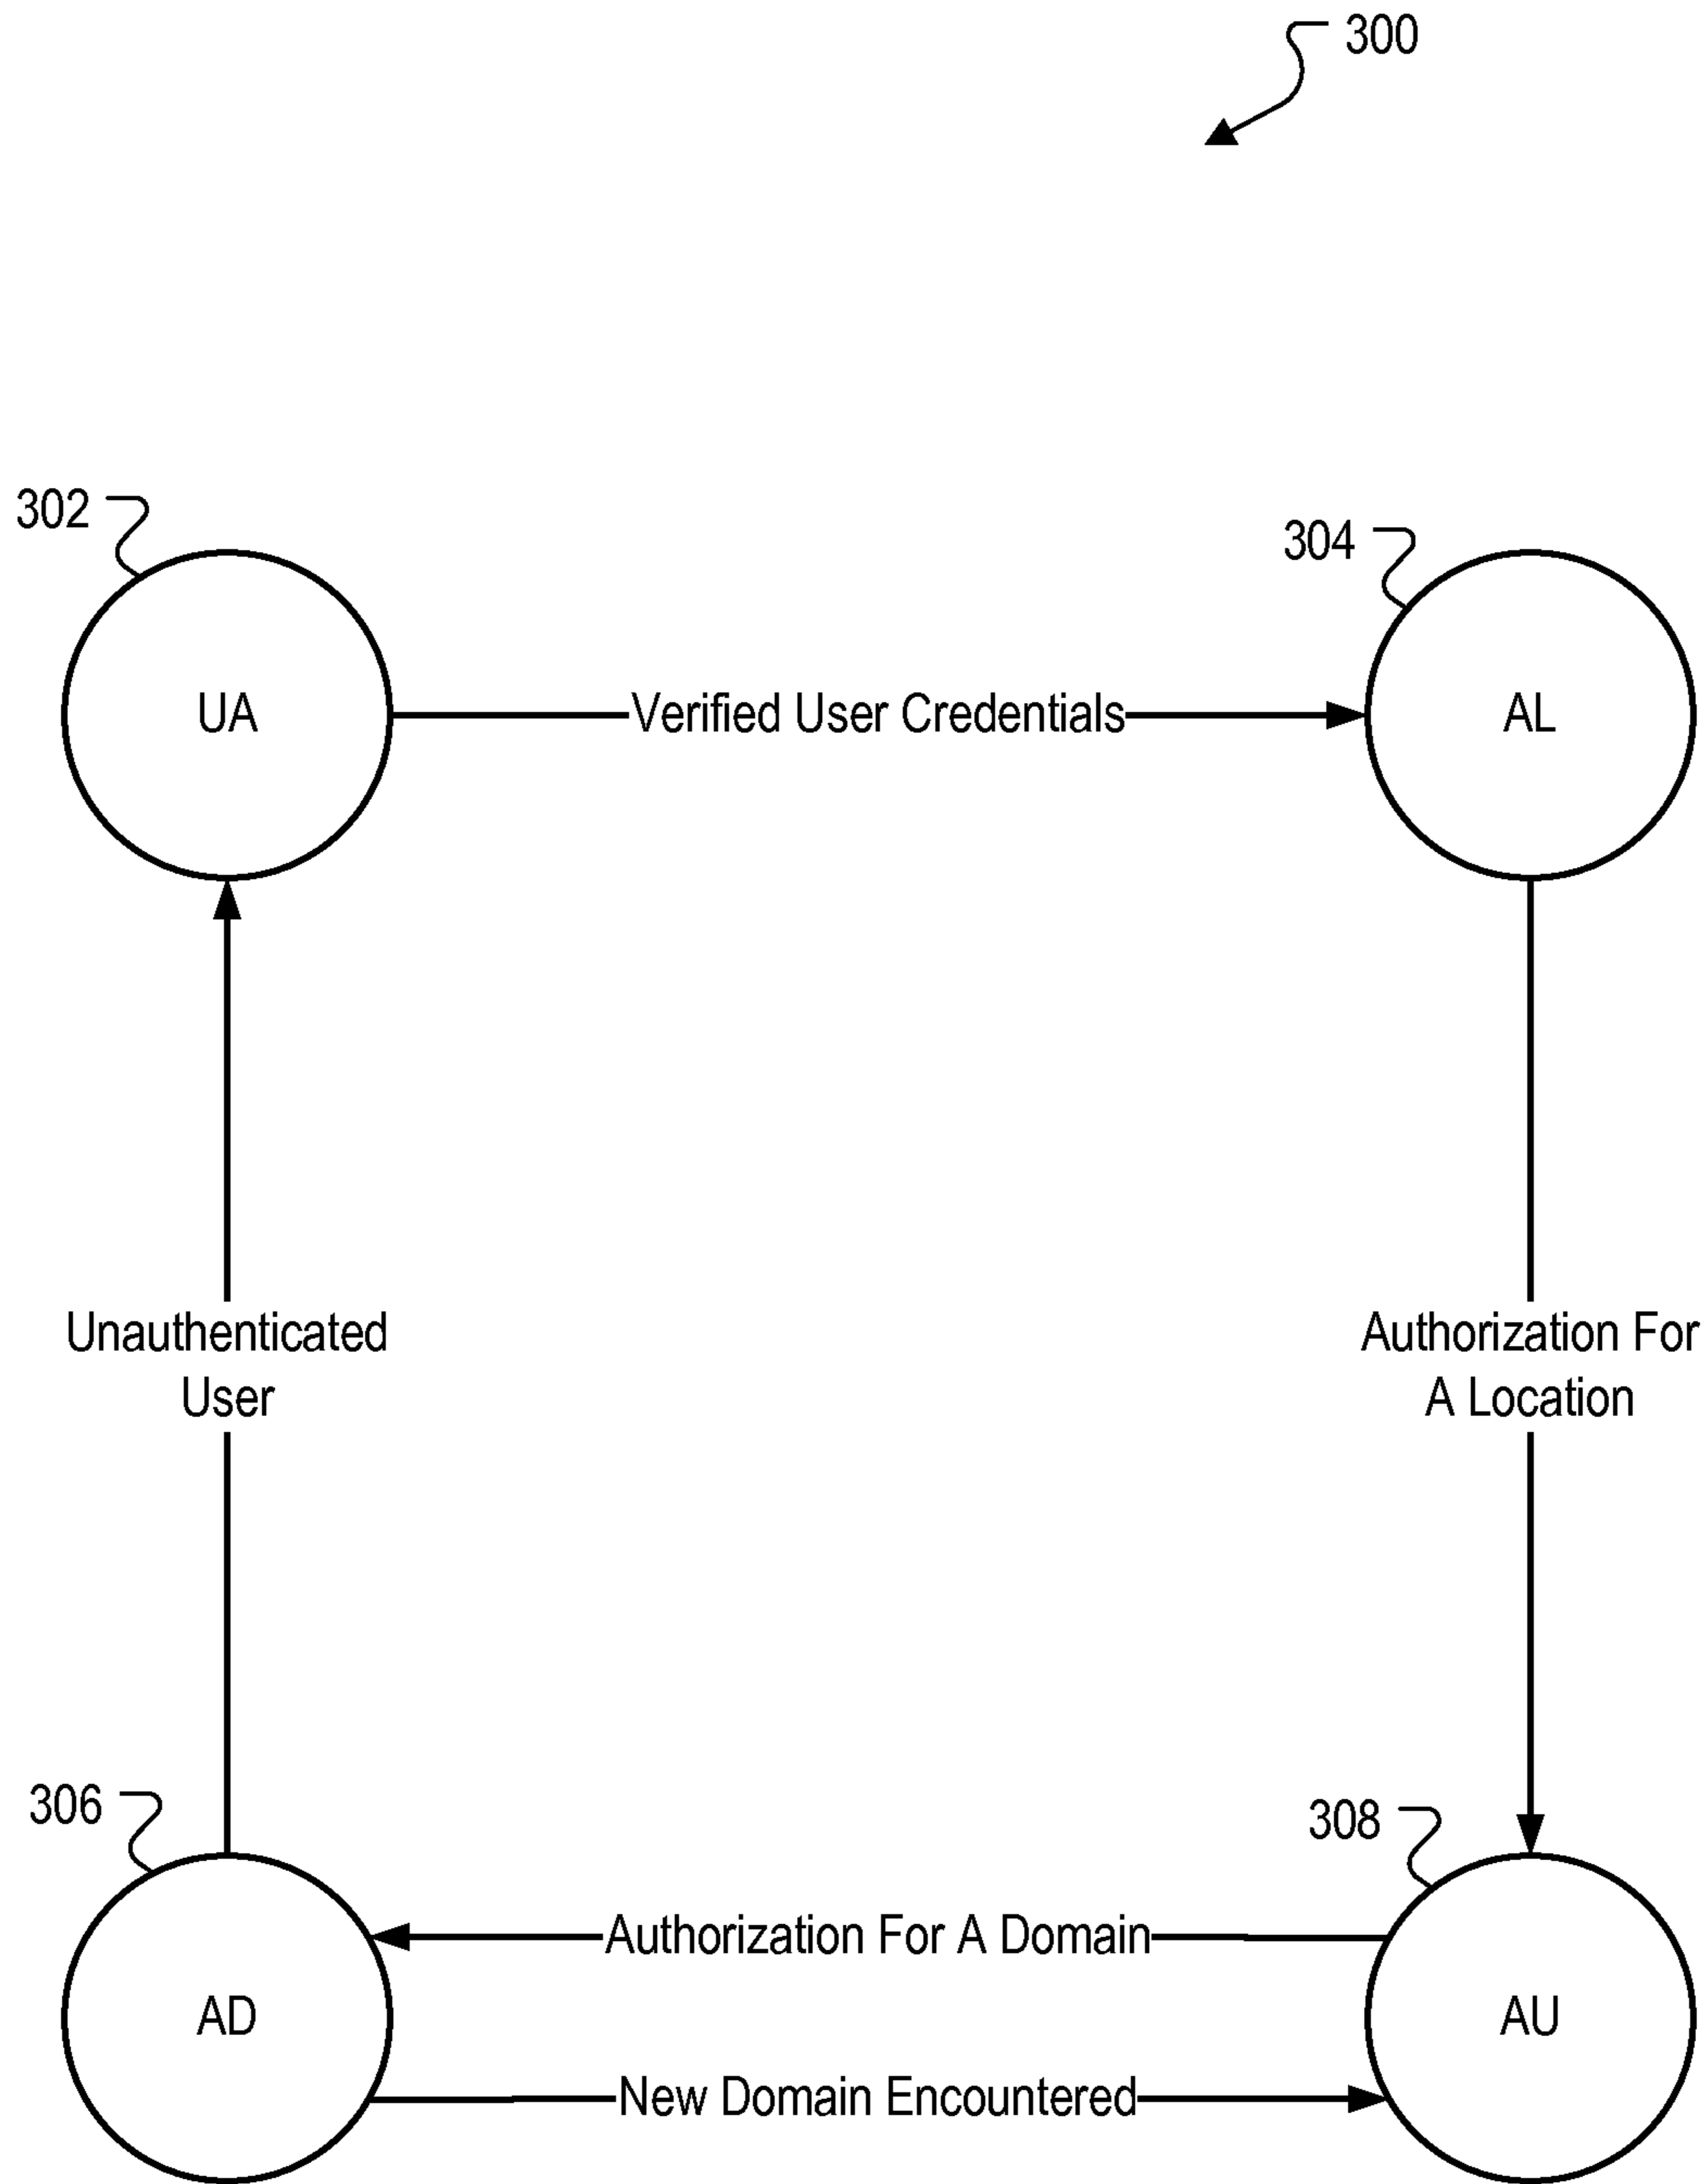 300
302
304
UA
Verified User Credentials
AL
Unauthenticated
User
Authorization For
A Location
306
308
Authorization For A Domain
AD
AU
New Domain Encountered